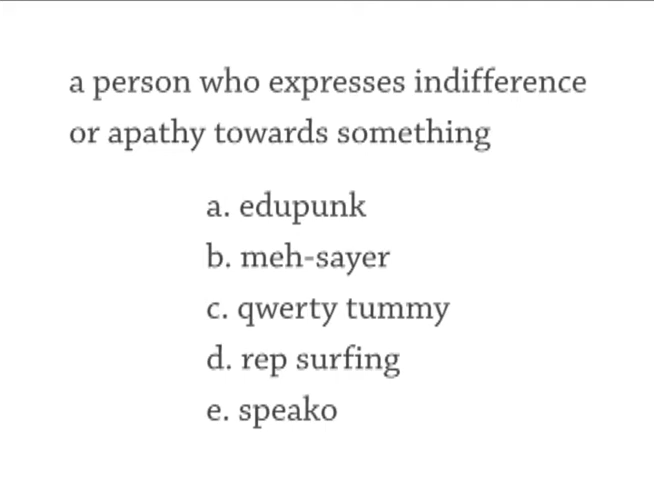 a person who expresses indifference
or apathy towards something
a. edupunk
b. meh-sayer
c. qwerty tummy
d. rep surfing
e. speako